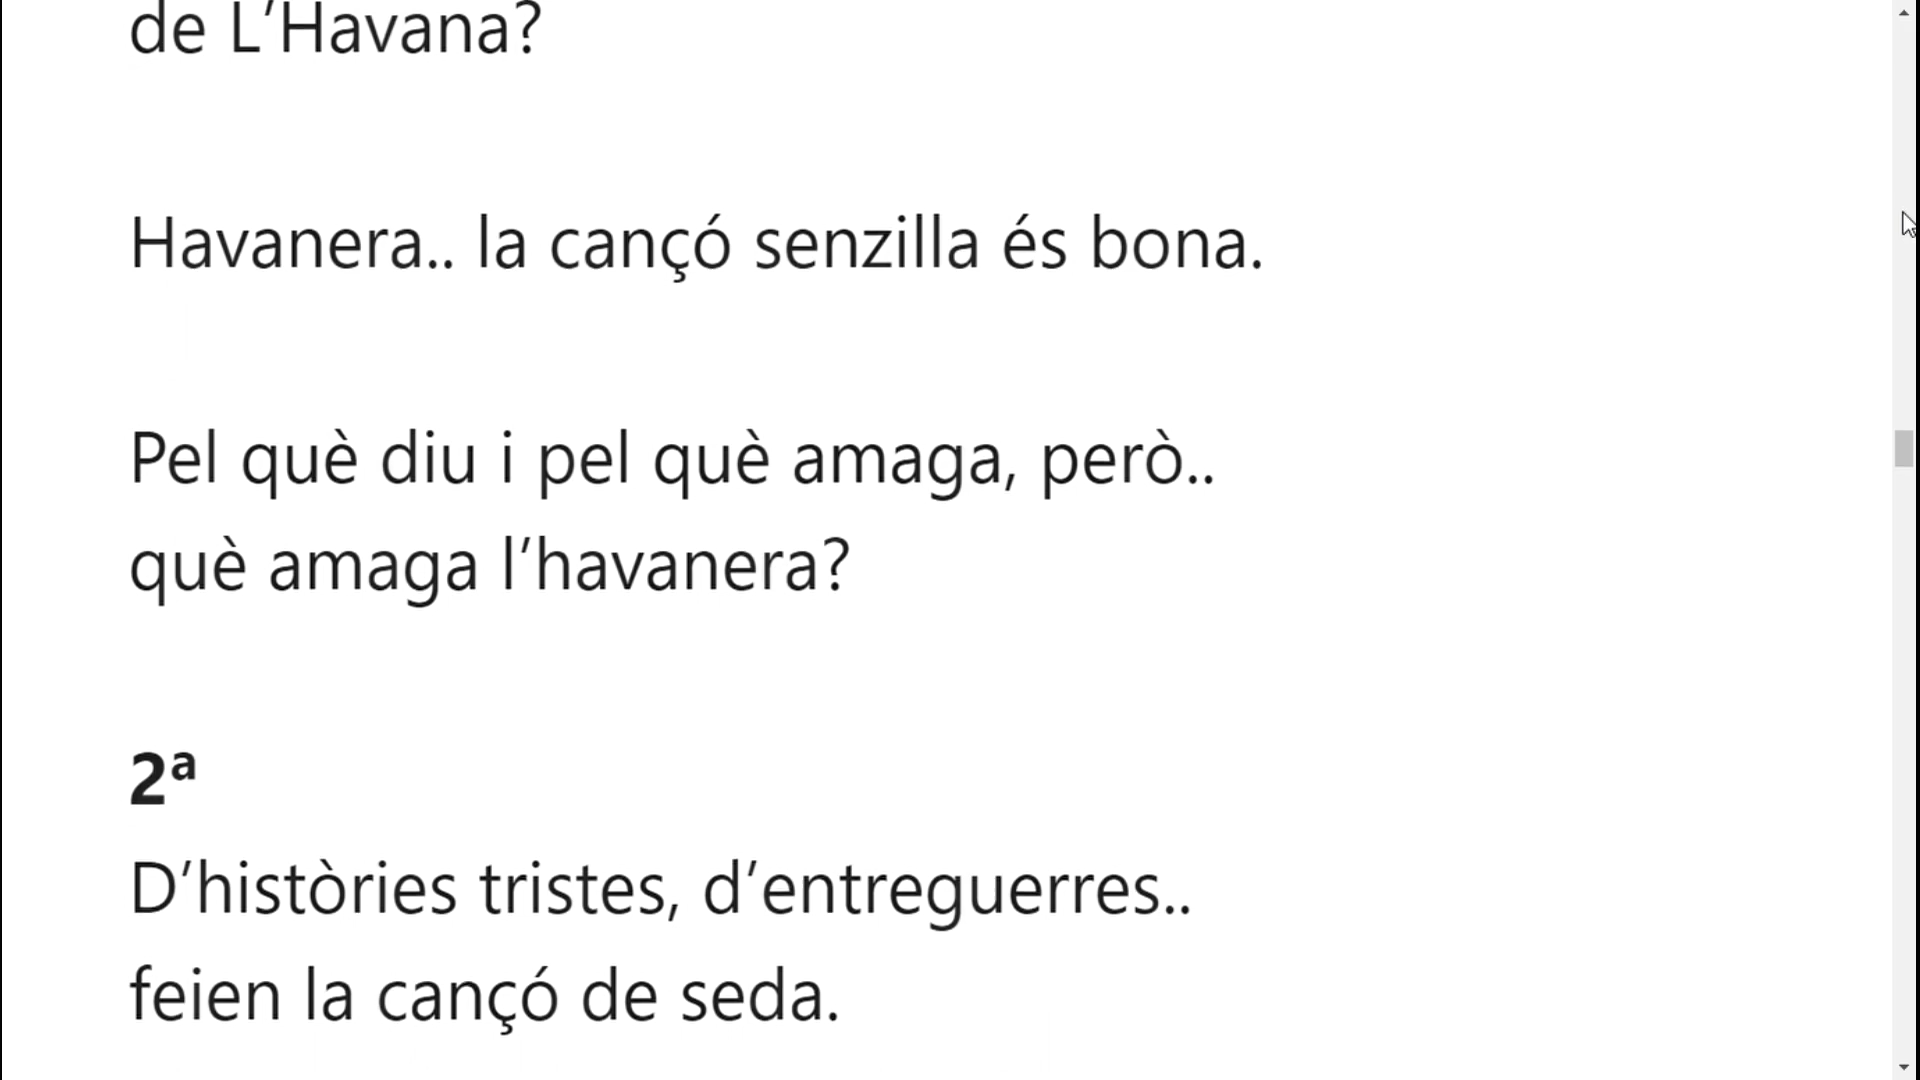 de L’Havana?
Havanera.. la cançó senzilla és bona.
Pel què diu i pel què amaga, però..
què amaga l’havanera?
2ª
D’històries tristes, d’entreguerres..
feien la cançó de seda.